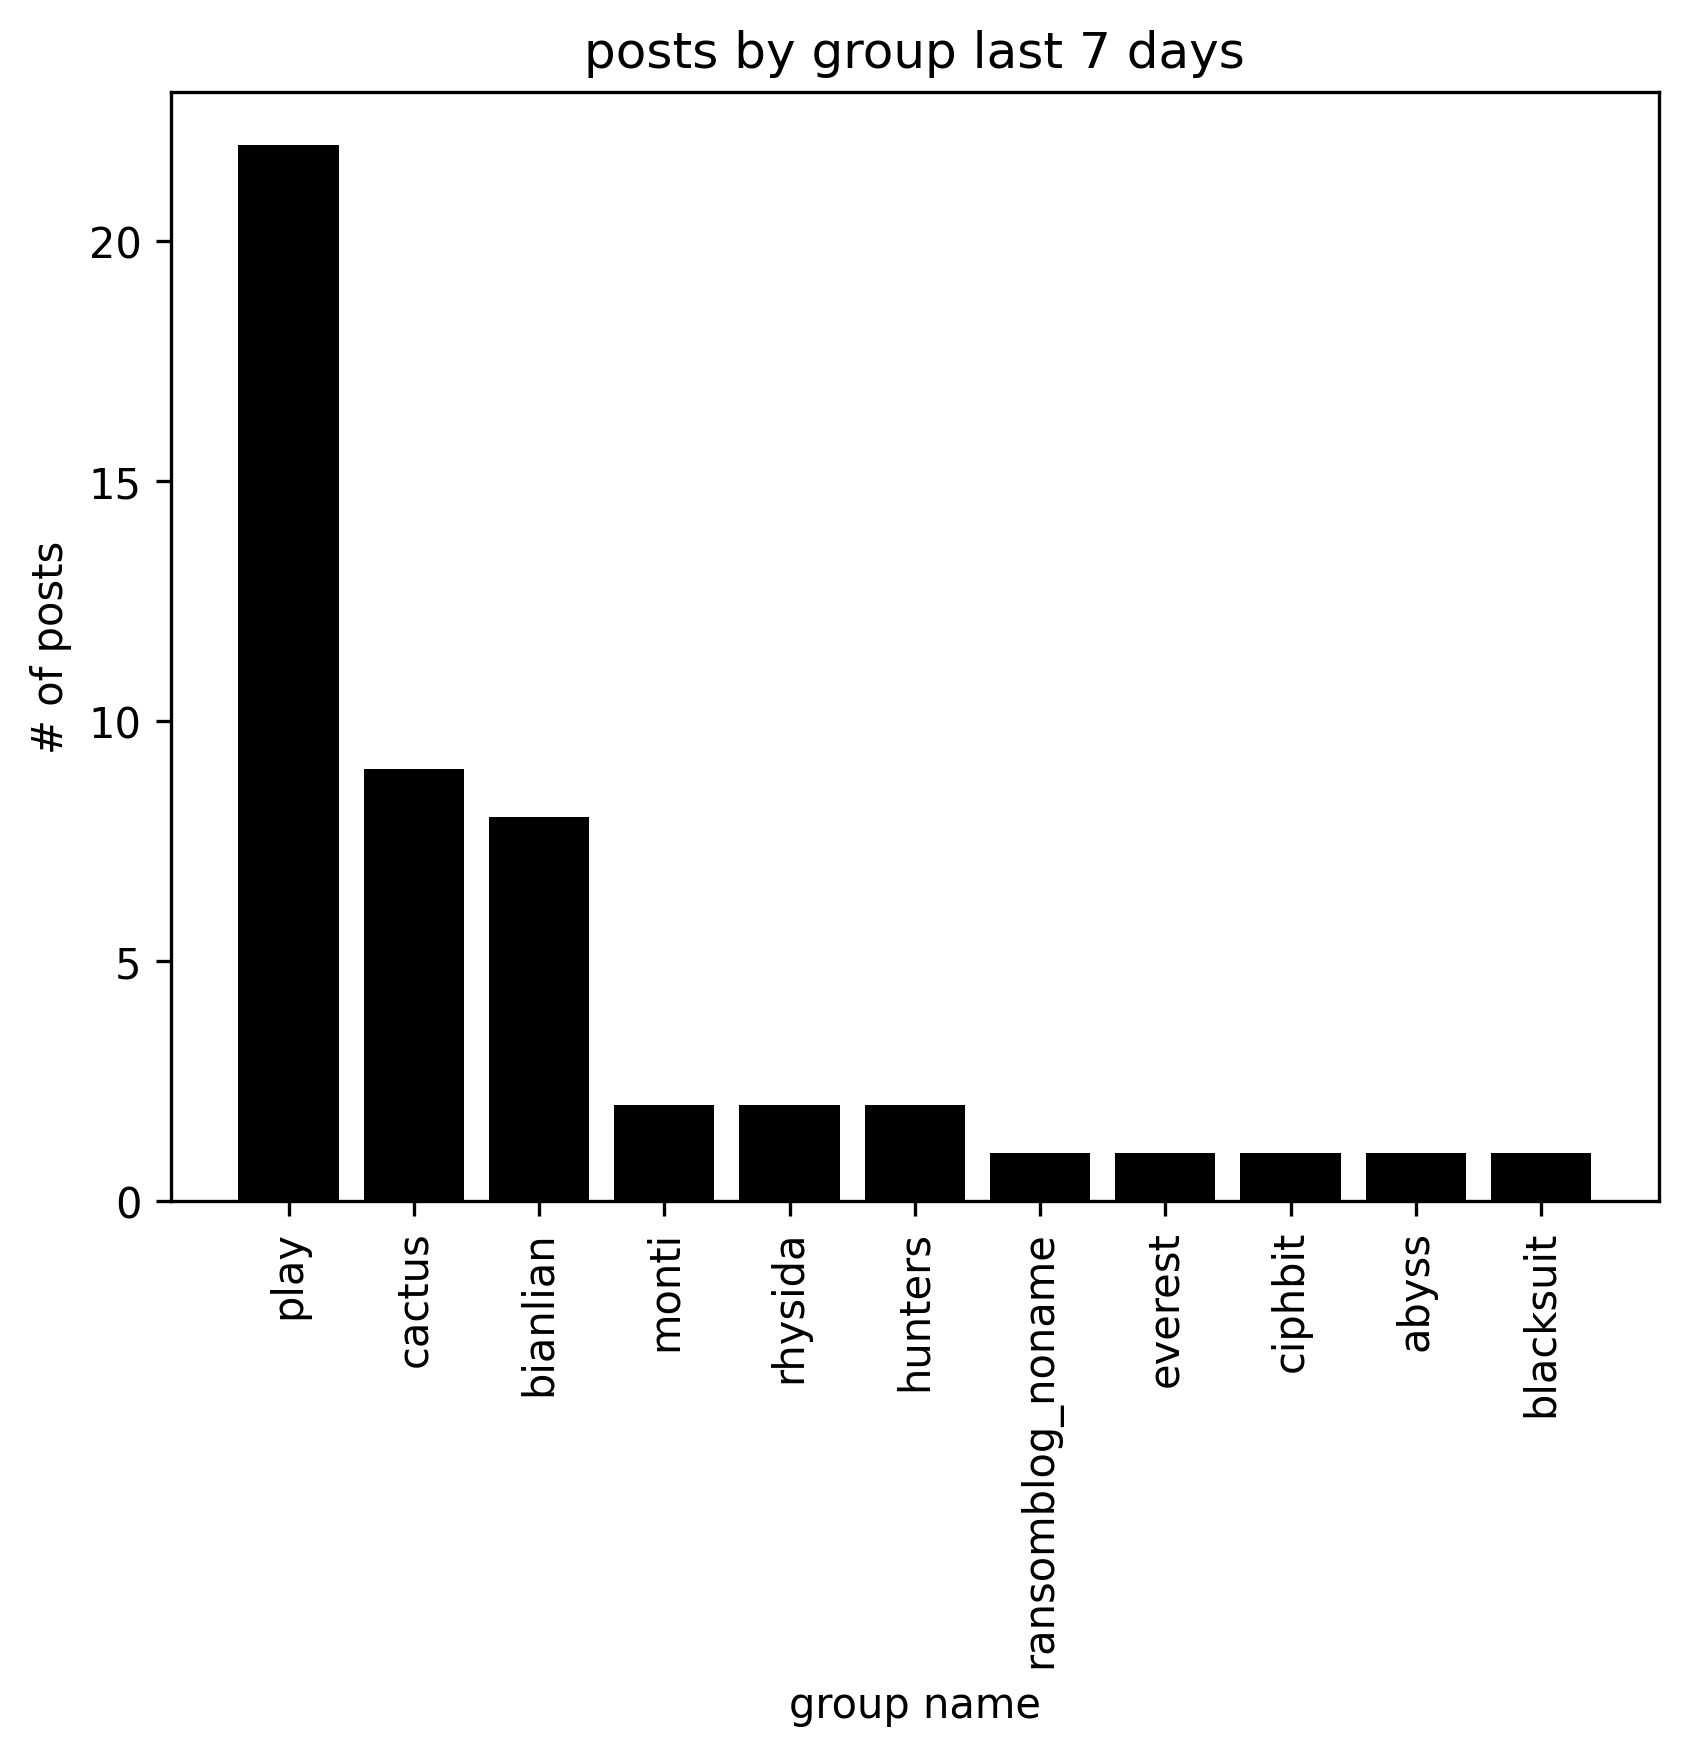 posts by group last 7 days
# of posts
20
15
10
5
0
play
cactus
bianlian
monti
rhysida
hunters
ransomblog_noname
everest
ciphbit
abyss
blacksuit
group name